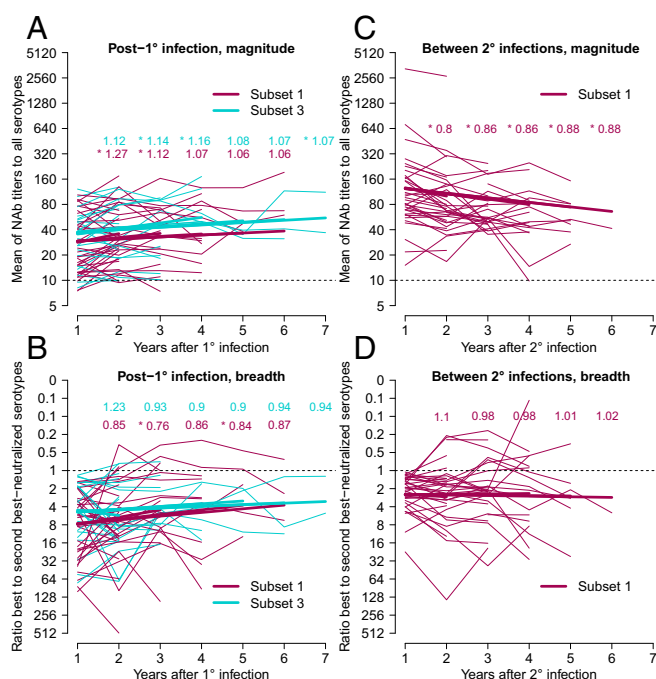 A
Post−1° infection, magnitude
Mean of NAb titers to all serotypes
5120
2560
1280
640
320
160
80
40
20
10
5
Subset 1
Subset 3
1.12 * 1.14 * 1.16 1.08 1.07 * 1.07
* 1.27 * 1.12 1.07 1.06 1.06
1 2 3 4 5 6 7
Years after 1° infection
C
Between 2° infections, magnitude
Mean of NAb titers to all serotypes
5120
2560
1280
640
320
160
80
40
20
10
5
Subset 1
* 0.8 * 0.86 * 0.86 * 0.88 * 0.88
1 2 3 4 5 6 7
Years after 2° infection
B
Post−1° infection, breadth
Ratio best to second best−neutralized serotypes
0
0.1
0.1
0.2
0.5
1
2
4
8
16
32
64
128
256
512
1.23 0.93 0.9 0.9 0.94 0.94
0.85 * 0.76 0.86 * 0.84 0.87
Subset 1
Subset 3
1 2 3 4 5 6 7
Years after 1° infection
D
Between 2° infections, breadth
Ratio best to second best−neutralized serotypes
0
0.1
0.1
0.2
0.5
1
2
4
8
16
32
64
128
256
512
1.1 0.98 0.98 1.01 1.02
Subset 1
1 2 3 4 5 6 7
Years after 2° infection